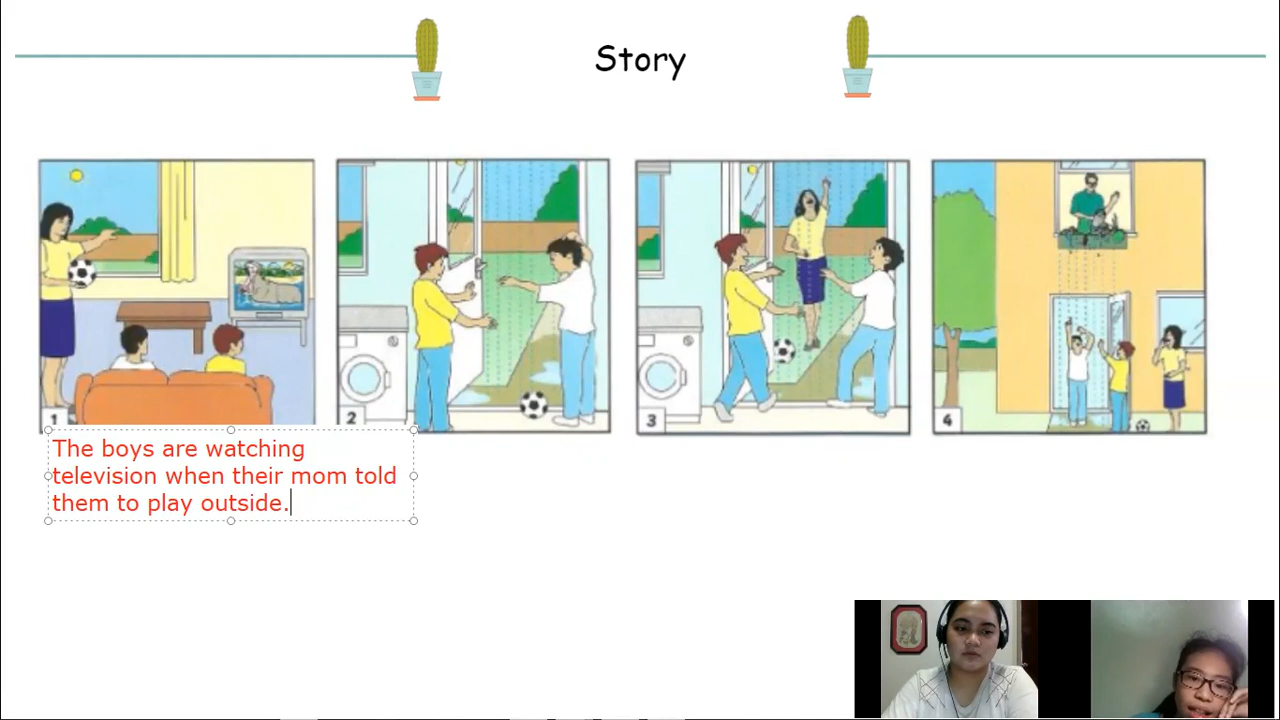 Story
1
2
3
4
The boys are watching
television when their mom told
them to play outside.